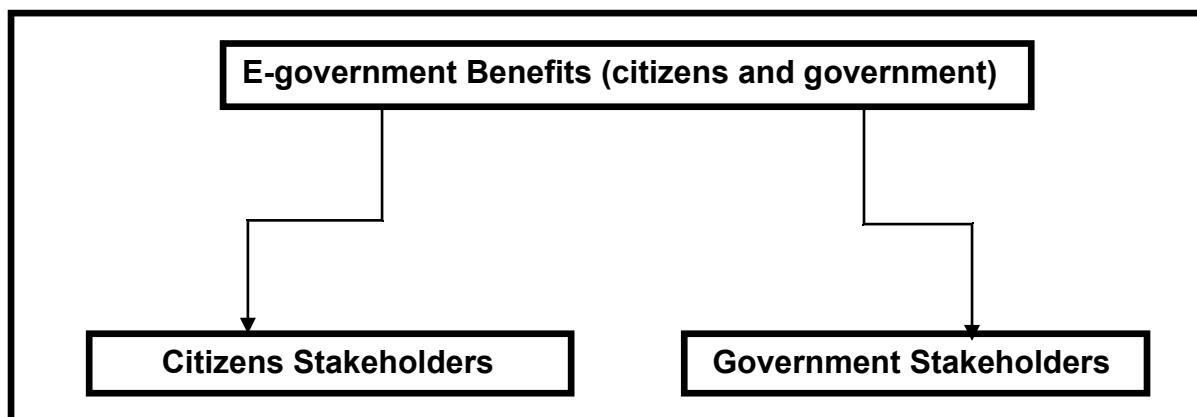 E-government Benefits (citizens and government)
Citizens Stakeholders
Government Stakeholders